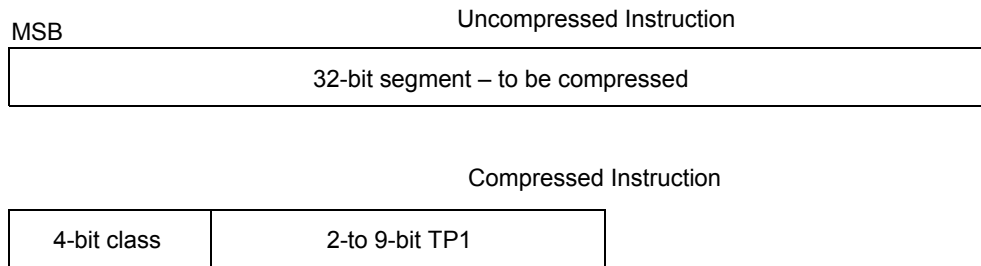 Uncompressed Instruction
MSB
32-bit segment – to be compressed
Compressed Instruction
4-bit class
2-to 9-bit TP1